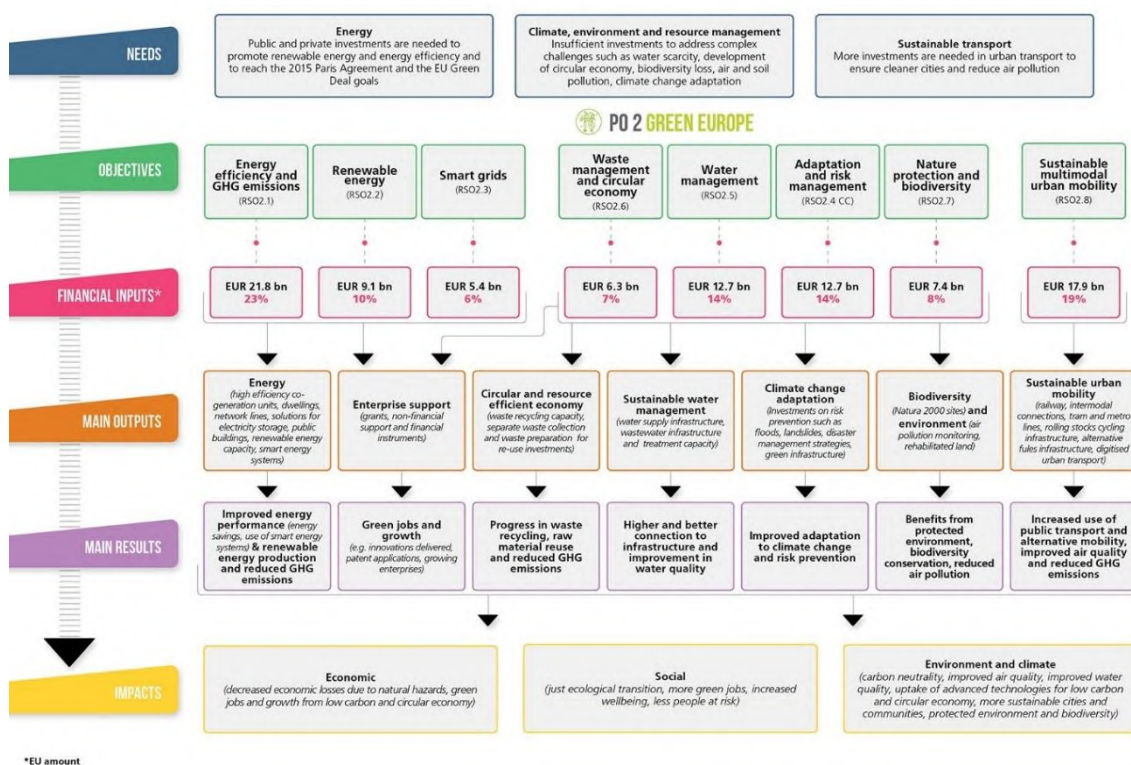 NEEDS
Energy
Public and private investments are needed to
promote renewable energy and energy efficiency and
to reach the 2015 Paris Agreement and the EU Green
Deal goals
Climate, environment and resource management
Insufficient investments to address complex
challenges such as water scarcity, development
of circular economy, biodiversity loss, air and soil
pollution, climate change adaptation
Sustainable transport
More investments are needed in urban transport to
ensure cleaner cities and reduce air pollution
PO 2 GREEN EUROPE
OBJECTIVES
Energy
efficiency and
GHG emissions
(RSO2.1)
Renewable
energy
(RSO2.2)
Smart grids
(RSO2.3)
Waste
management
and circular
economy
(RSO2.6)
Water
management
(RSO2.5)
Adaptation
and risk
management
(RSO2.4 CC)
Nature
protection and
biodiversity
(RSO2.7)
Sustainable
multimodal
urban mobility
(RSO2.8)
FINANCIAL INPUTS*
EUR 21.8 bn
23%
EUR 9.1 bn
10%
EUR 5.4 bn
6%
EUR 6.3 bn
7%
EUR 12.7 bn
14%
EUR 12.7 bn
14%
EUR 7.4 bn
8%
EUR 17.9 bn
19%
MAIN OUTPUTS
Energy
(high efficiency co-
generation units, dwellings,
network lines, solutions for
electricity storage, public
buildings, renewable energy
capacity, smart energy
systems)
Enterprise support
(grants, non-financial
support and financial
instruments)
Circular and resource
efficient economy
(waste recycling capacity,
separate waste collection
and waste preparation for
re-use investments)
Sustainable water
management
(water supply infrastructure,
wastewater infrastructure
and treatment capacity)
Climate change
adaptation
(Investments on risk
prevention such as
floods, landslides, disaster
management strategies,
green infrastructure)
Biodiversity
(Natura 2000 sites) and
environment (air
pollution monitoring,
rehabilitated land)
Sustainable urban
mobility
(railway, intermodal
connections, tram and metro
lines, rolling stocks cycling
infrastructure, alternative
fules infrastructure, digitised
urban transport)
MAIN RESULTS
Improved energy
performance (energy
savings, use of smart energy
systems) & renewable
energy production
and reduced GHG
emissions
Green jobs and
growth
(e.g. innovations delivered,
patent applications, growing
enterprises)
Progress in waste
recycling, raw
material reuse
and reduced GHG
emissions
Higher and better
connection to
infrastructure and
improvement in
water quality
Improved adaptation
to climate change
and risk prevention
Benefits from
protected
environment,
biodiversity
conservation, reduced
air pollution
Increased use of
public transport and
alternative mobility,
improved air quality
and reduced GHG
emissions
IMPACTS
Economic
(decreased economic losses due to natural hazards, green
jobs and growth from low carbon and circular economy)
Social
(just ecological transition, more green jobs, increased
wellbeing, less people at risk)
Environment and climate
(carbon neutrality, improved air quality, improved water
quality, uptake of advanced technologies for low carbon
and circular economy, more sustainable cities and
communities, protected environment and biodiversity)
*EU amount